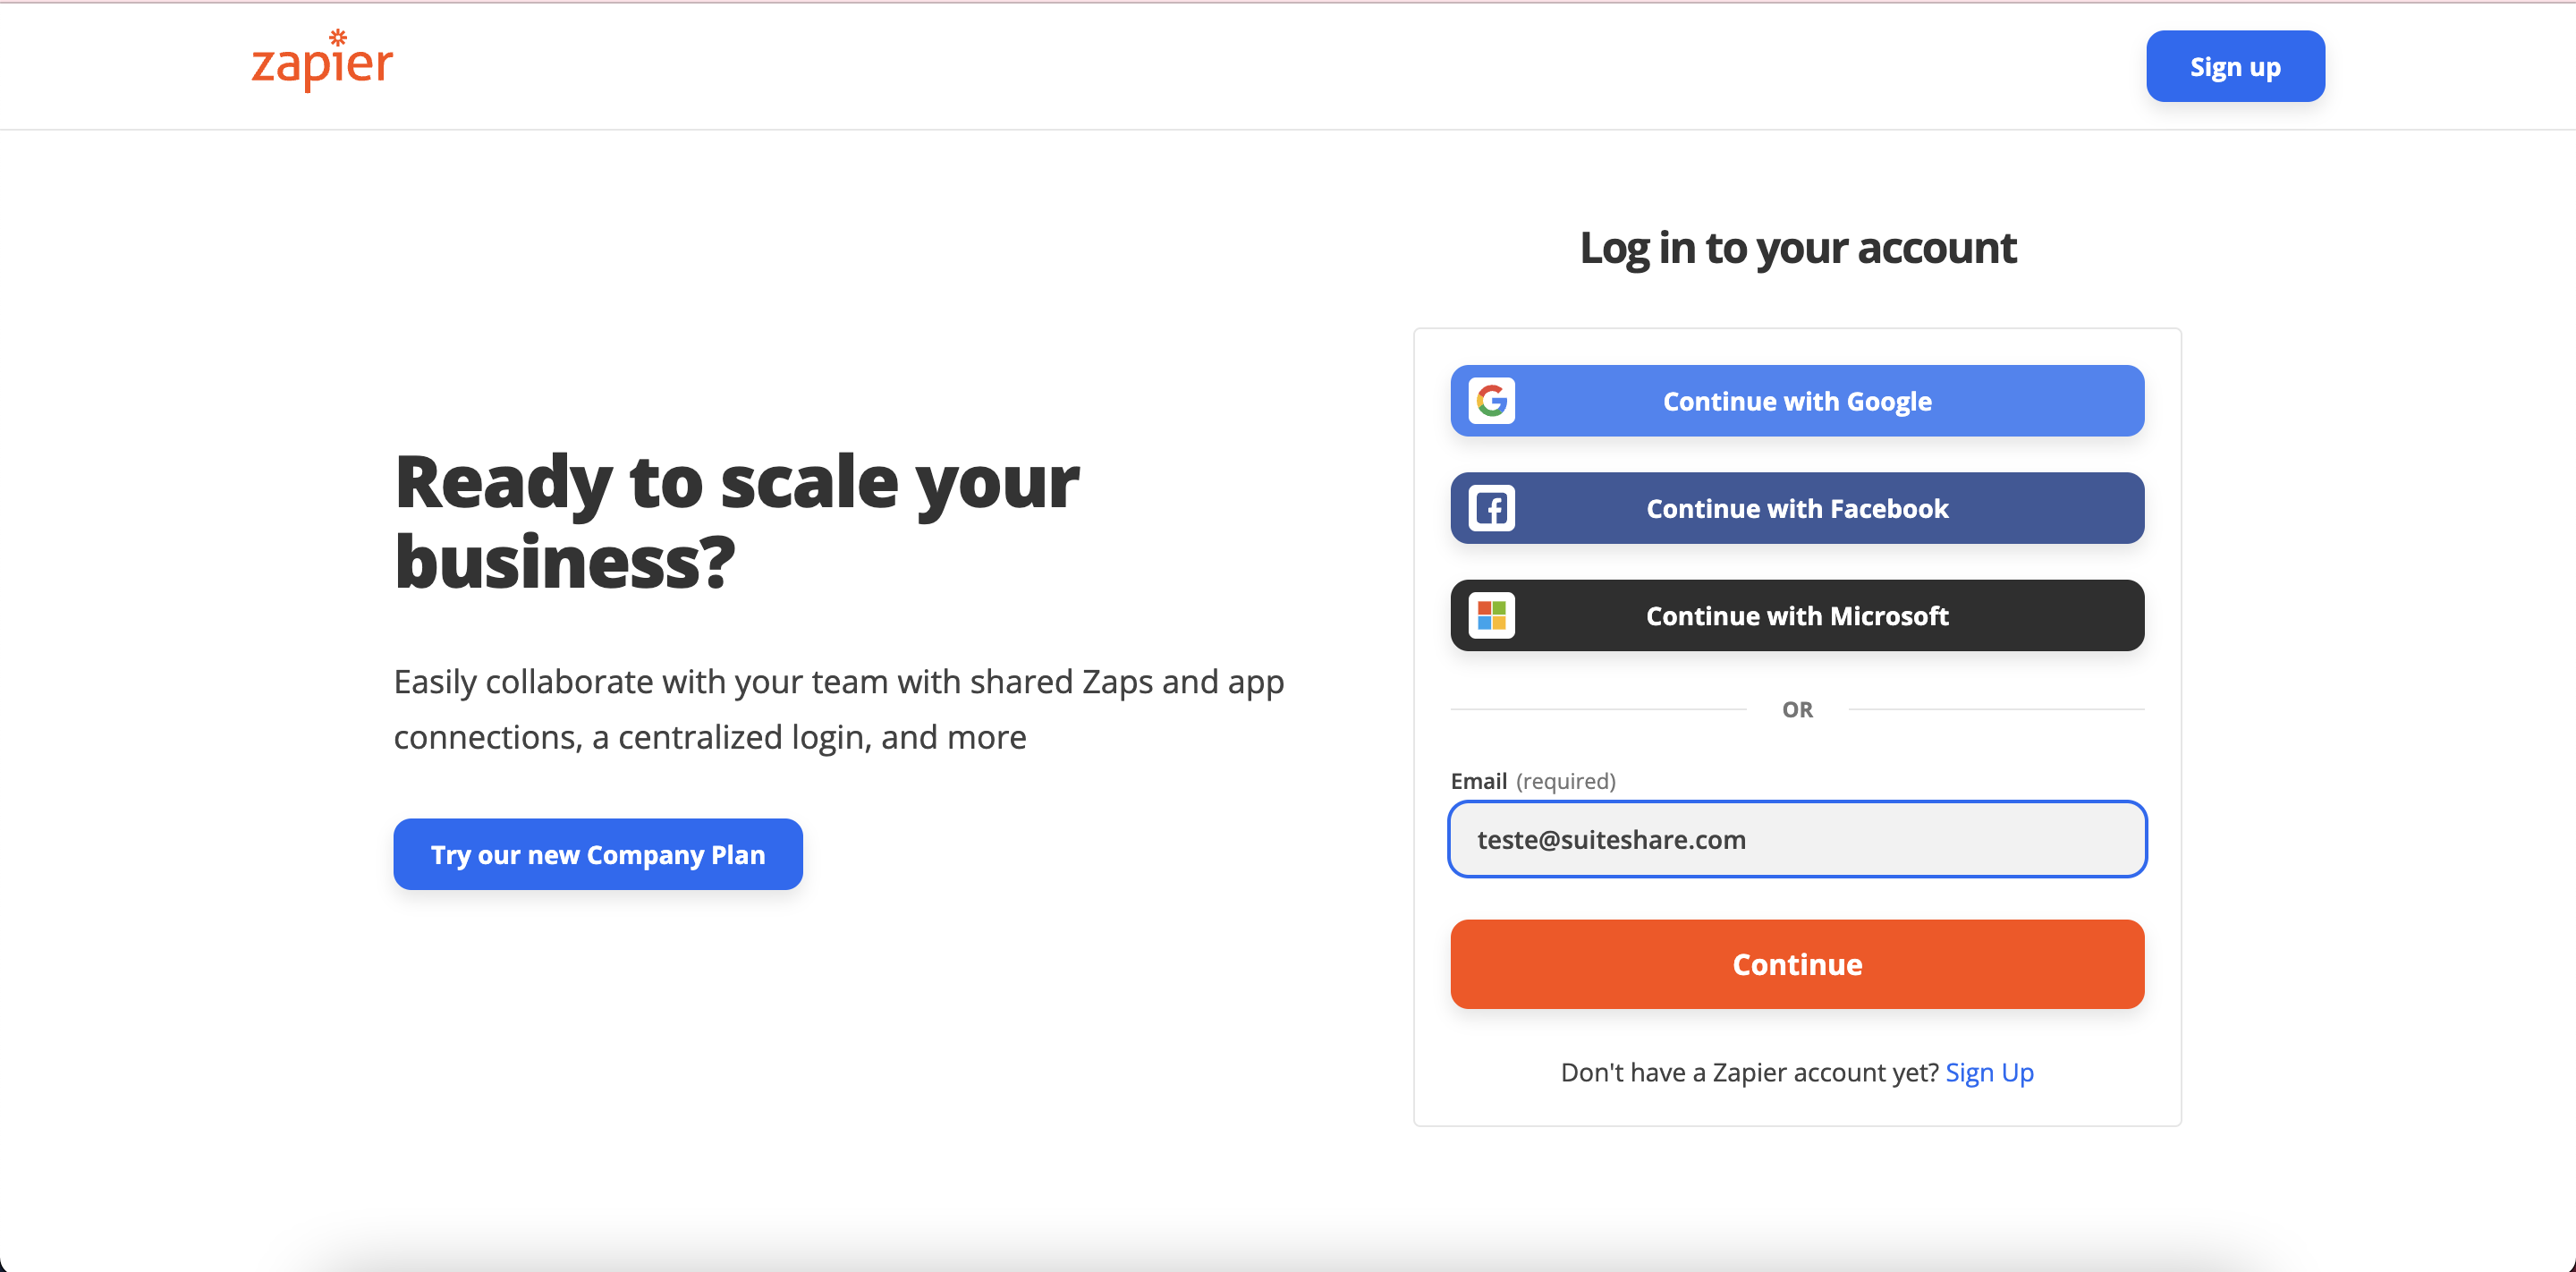 zapier
Sign up
Ready to scale your
business?
Easily collaborate with your team with shared Zaps and app
connections, a centralized login, and more
Try our new Company Plan
Log in to your account
Continue with Google
Continue with Facebook
Continue with Microsoft
OR
Email (required)
teste@suiteshare.com
Continue
Don't have a Zapier account yet? Sign Up